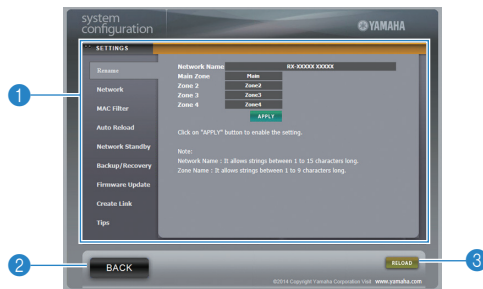 system
configuration
YAMAHA
SETTINGS
Rename
Network
MAC Filter
Auto Reload
Network Standby
Backup/Recovery
Firmware Update
Create Link
Tips
Network Name RX-XXXXX XXXXX
Main Zone Main
Zone 2 Zone2
Zone 3 Zone3
Zone 4 Zone4
APPLY
Click on "APPLY" button to enable the setting.
Note:
Network Name : It allows strings between 1 to 15 characters long.
Zone Name : It allows strings between 1 to 9 characters long.
1
2
BACK
RELOAD
3
©2014 Copyright Yamaha Corporation Visit www.yamaha.com